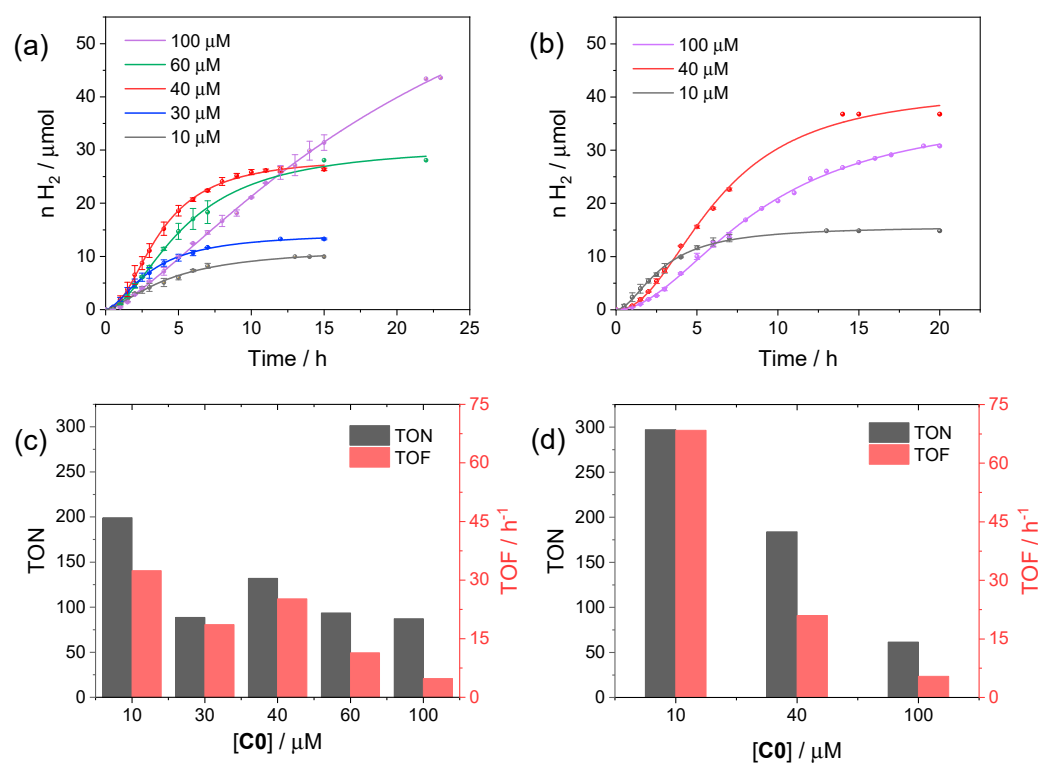 (a)
100 μM
60 μM
40 μM
30 μM
10 μM
n H₂ / μmol
50
40
30
20
10
0
0 5 10 15 20 25
Time / h
(b)
100 μM
40 μM
10 μM
n H₂ / μmol
50
40
30
20
10
0
0 5 10 15 20
Time / h
(c)
TON
TOF
TON
300
250
200
150
100
50
0
75
60
45
30
15
0
TOF / h⁻¹
10 30 40 60 100
[C0] / μM
(d)
TON
TOF
TON
300
250
200
150
100
50
0
75
60
45
30
15
0
TOF / h⁻¹
10 40 100
[C0] / μM